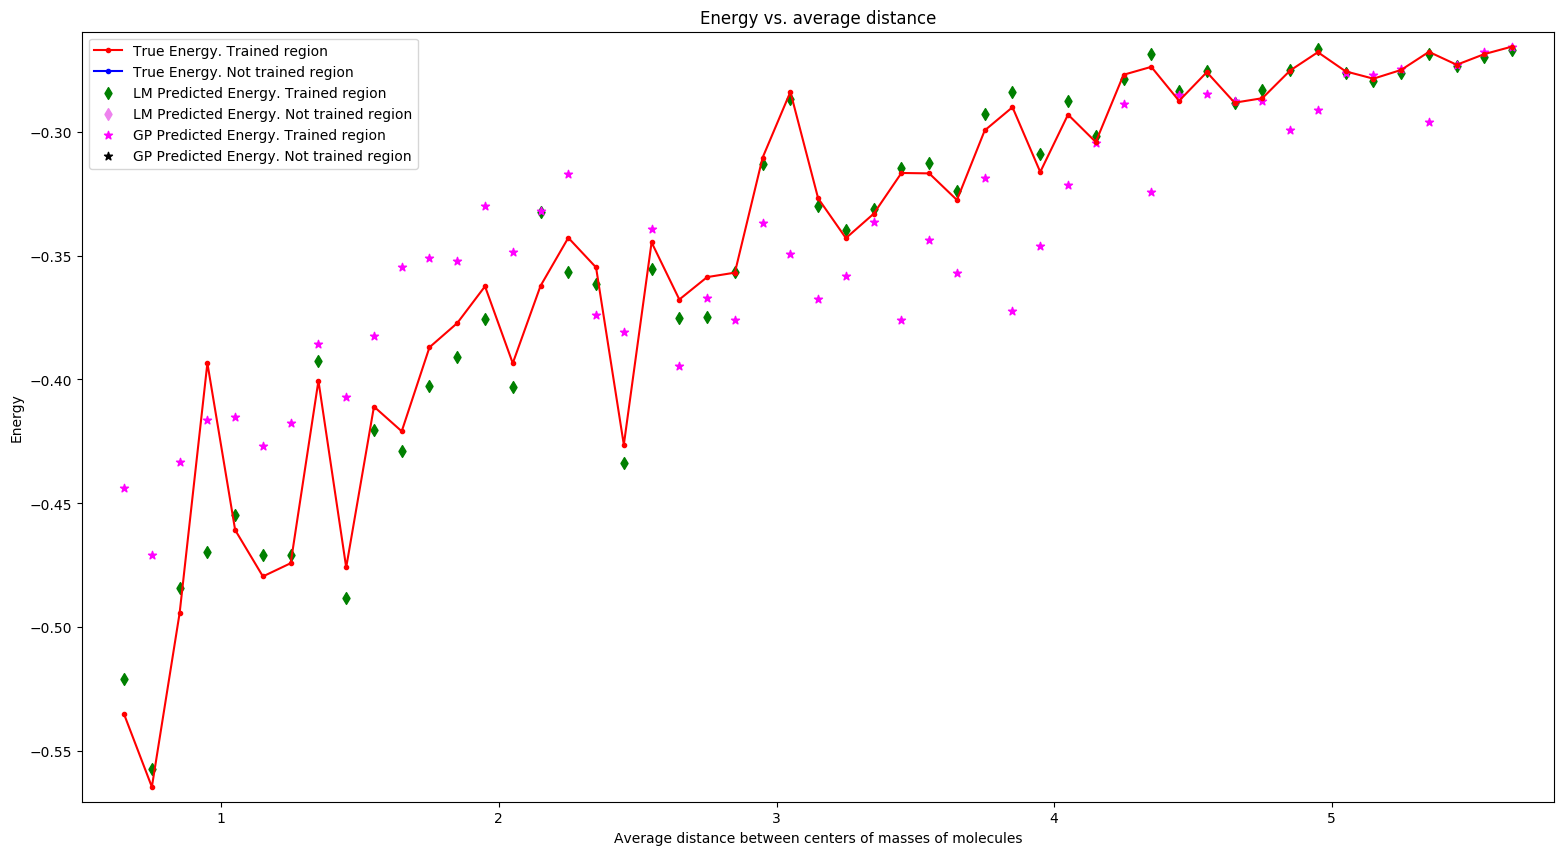 Energy vs. average distance
True Energy. Trained region
True Energy. Not trained region
LM Predicted Energy. Trained region
LM Predicted Energy. Not trained region
GP Predicted Energy. Trained region
GP Predicted Energy. Not trained region
−0.30
−0.35
−0.40
−0.45
−0.50
−0.55
Energy
1 2 3 4 5
Average distance between centers of masses of molecules